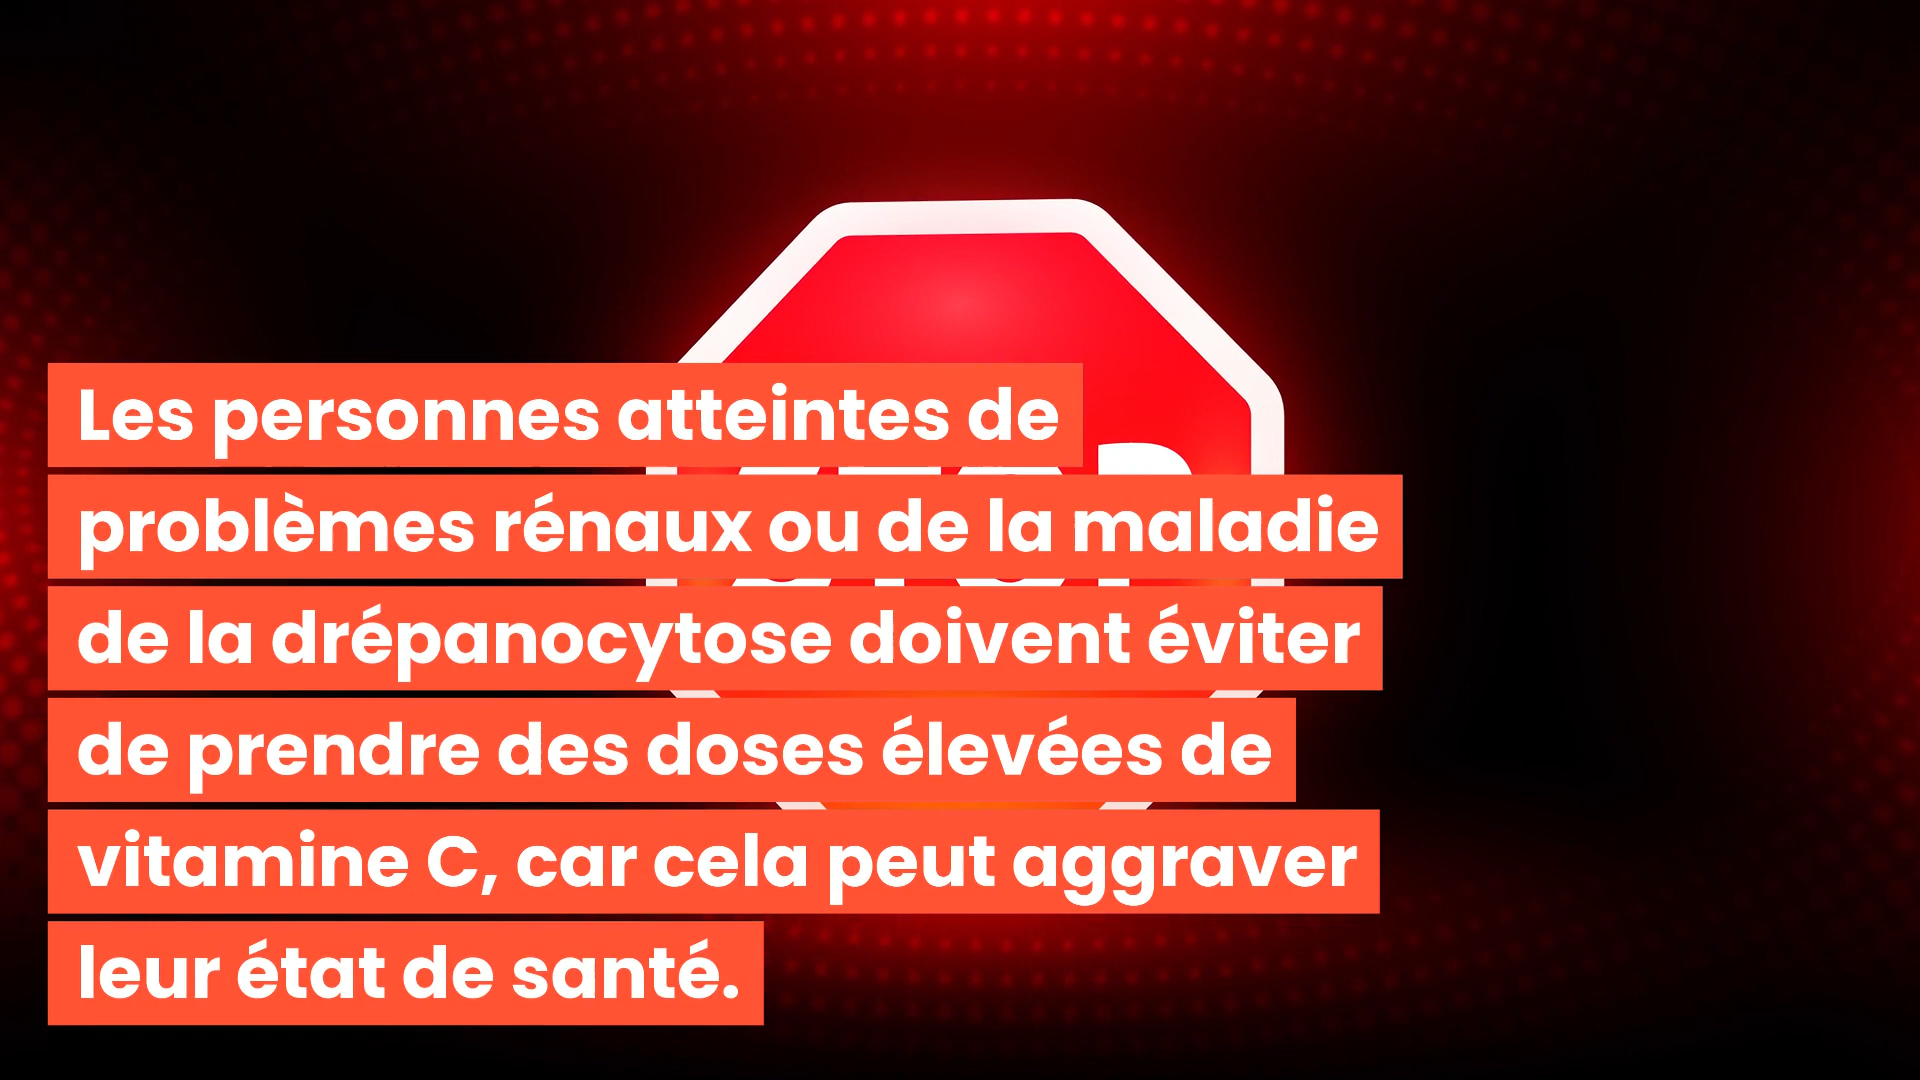 Les personnes atteintes de
problèmes rénaux ou de la maladie
de la drépanocytose doivent éviter
de prendre des doses élevées de
vitamine C, car cela peut aggraver
leur état de santé.